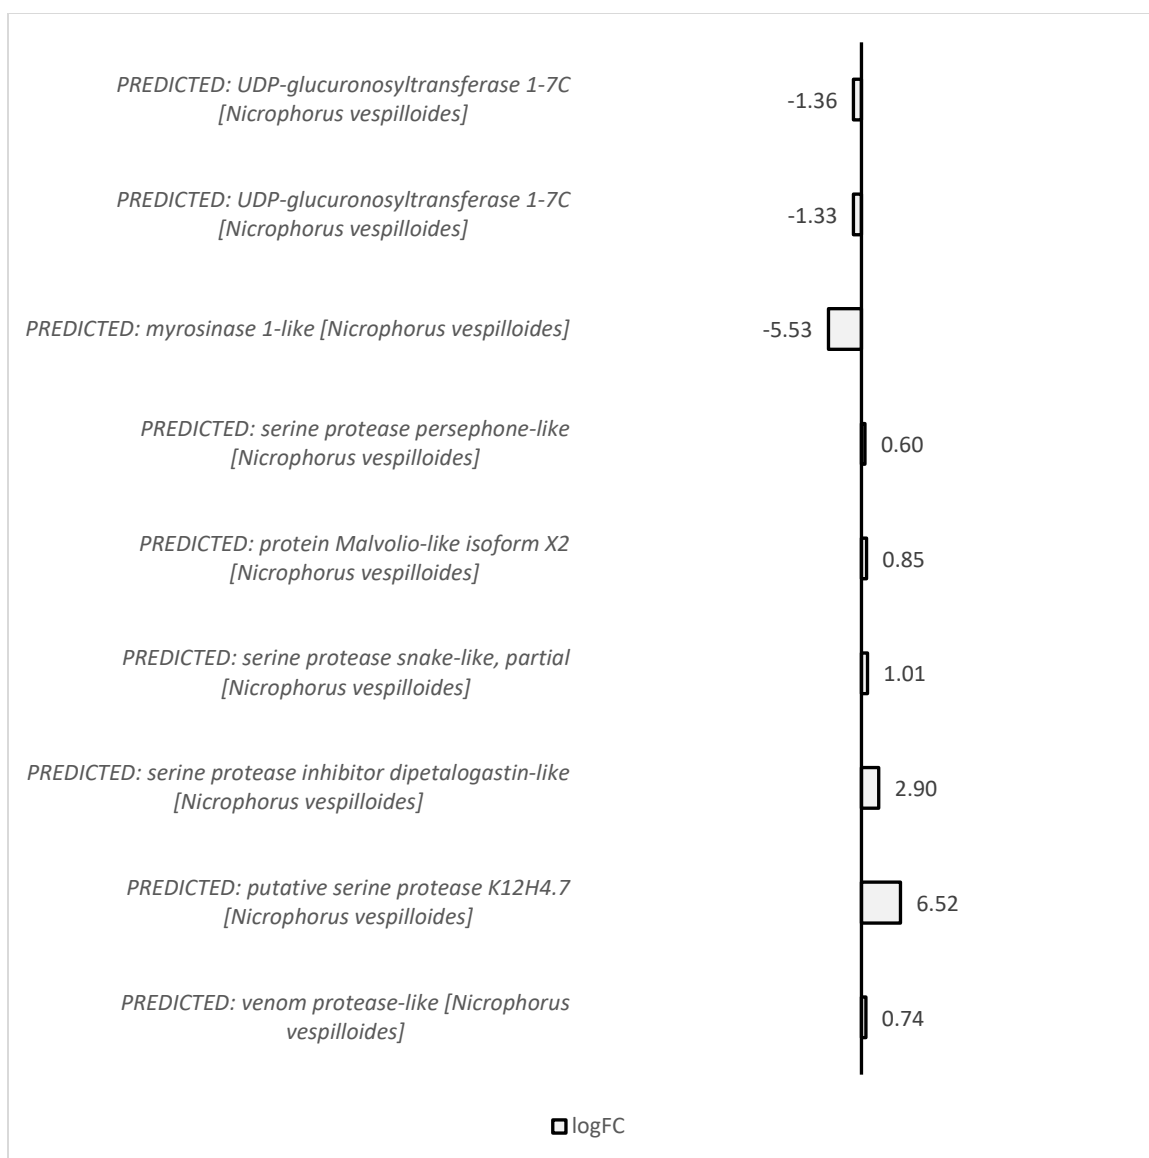 PREDICTED: UDP-glucuronosyltransferase 1-7C
[Nicrophorus vespilloides]
-1.36
PREDICTED: UDP-glucuronosyltransferase 1-7C
[Nicrophorus vespilloides]
-1.33
PREDICTED: myrosinase 1-like [Nicrophorus vespilloides]
-5.53
PREDICTED: serine protease persephone-like
[Nicrophorus vespilloides]
0.60
PREDICTED: protein Malvolio-like isoform X2
[Nicrophorus vespilloides]
0.85
PREDICTED: serine protease snake-like, partial
[Nicrophorus vespilloides]
1.01
PREDICTED: serine protease inhibitor dipetalogastin-like
[Nicrophorus vespilloides]
2.90
PREDICTED: putative serine protease K12H4.7
[Nicrophorus vespilloides]
6.52
PREDICTED: venom protease-like [Nicrophorus
vespilloides]
0.74
logFC